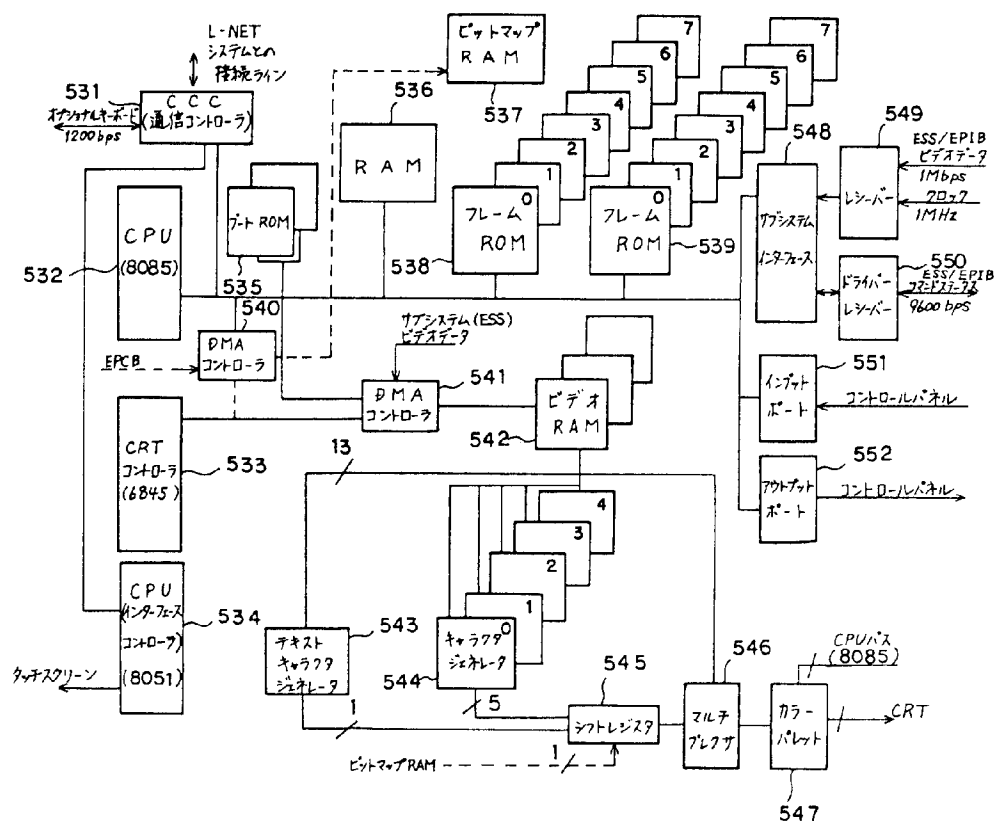 L-NET
システムとの
接続ライン
531
オプショナルキーボード
1200bps
C C C
(通信コントローラ)
ビットマップ
RAM
537
536
RAM
7
6
5
4
3
2
1
0
フレーム
ROM
538
7
6
5
4
3
2
1
0
フレーム
ROM
539
548
サブシステム
インターフェース
549
レシーバー
ESS/EPIB
ビデオデータ
1Mbps
クロック
1MHz
550
ドライバー
レシーバー
ESS/EPIB
コマンドステータス
9600bps
532
CPU
(8085)
ブートROM
535
540
DMA
コントローラ
EPCB
サブシステム(ESS)
ビデオデータ
541
DMA
コントローラ
ビデオ
RAM
542
551
インプット
ポート
コントロールパネル
552
アウトプット
ポート
コントロールパネル
CRT
コントローラ
(6845)
533
13
CPU
(インターフェース
コントローラ)
(8051)
534
タッチスクリーン
テキスト
キャラクタ
ジェネレータ
543
4
3
2
1
0
キャラクタ
ジェネレータ
544
5
1
545
シフトレジスタ
ビットマップRAM
1
546
マルチ
プレクサ
CPUバス
(8085)
カラー
パレット
547
CRT